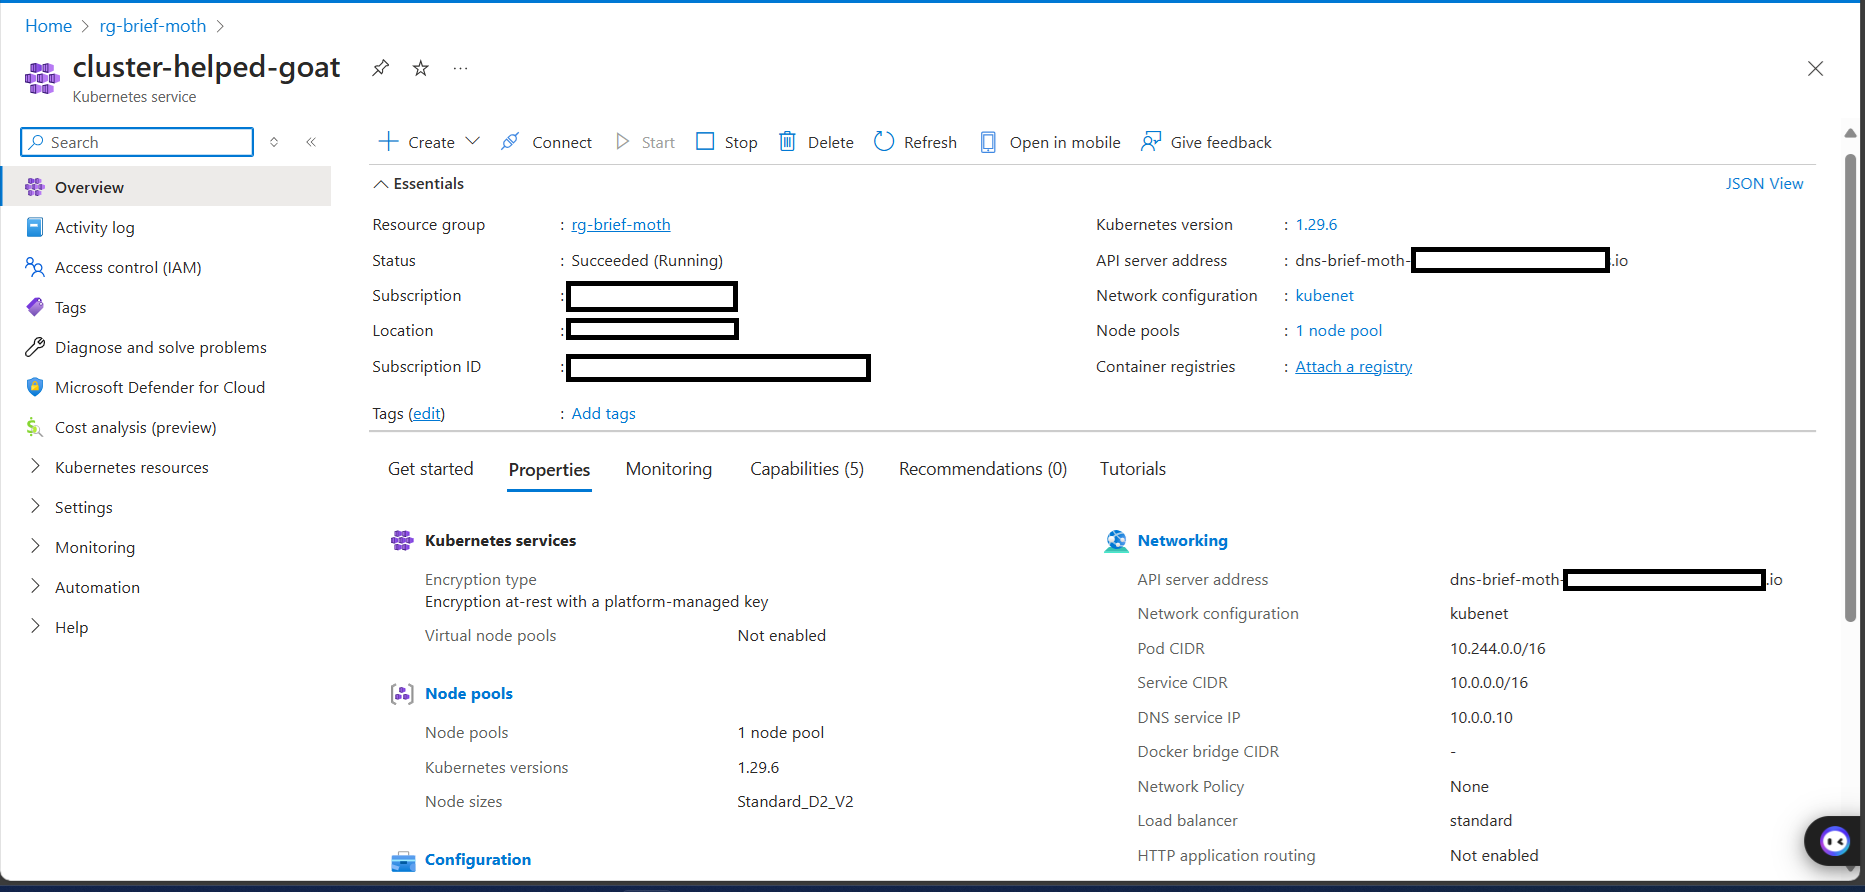 Home > rg-brief-moth >
cluster-helped-goat
Kubernetes service
Search
Overview
Activity log
Access control (IAM)
Tags
Diagnose and solve problems
Microsoft Defender for Cloud
Cost analysis (preview)
Kubernetes resources
Settings
Monitoring
Automation
Help
Create Connect Start Stop Delete Refresh Open in mobile Give feedback
Essentials
JSON View
Resource group : rg-brief-moth
Status : Succeeded (Running)
Subscription :
Location :
Subscription ID :
Tags (edit) : Add tags
Kubernetes version : 1.29.6
API server address : dns-brief-moth- .io
Network configuration : kubenet
Node pools : 1 node pool
Container registries : Attach a registry
Get started Properties Monitoring Capabilities (5) Recommendations (0) Tutorials
Kubernetes services
Encryption type
Encryption at-rest with a platform-managed key
Virtual node pools Not enabled
Node pools
Node pools 1 node pool
Kubernetes versions 1.29.6
Node sizes Standard_D2_V2
Configuration
Networking
API server address dns-brief-moth- .io
Network configuration kubenet
Pod CIDR 10.244.0.0/16
Service CIDR 10.0.0.0/16
DNS service IP 10.0.0.10
Docker bridge CIDR -
Network Policy None
Load balancer standard
HTTP application routing Not enabled